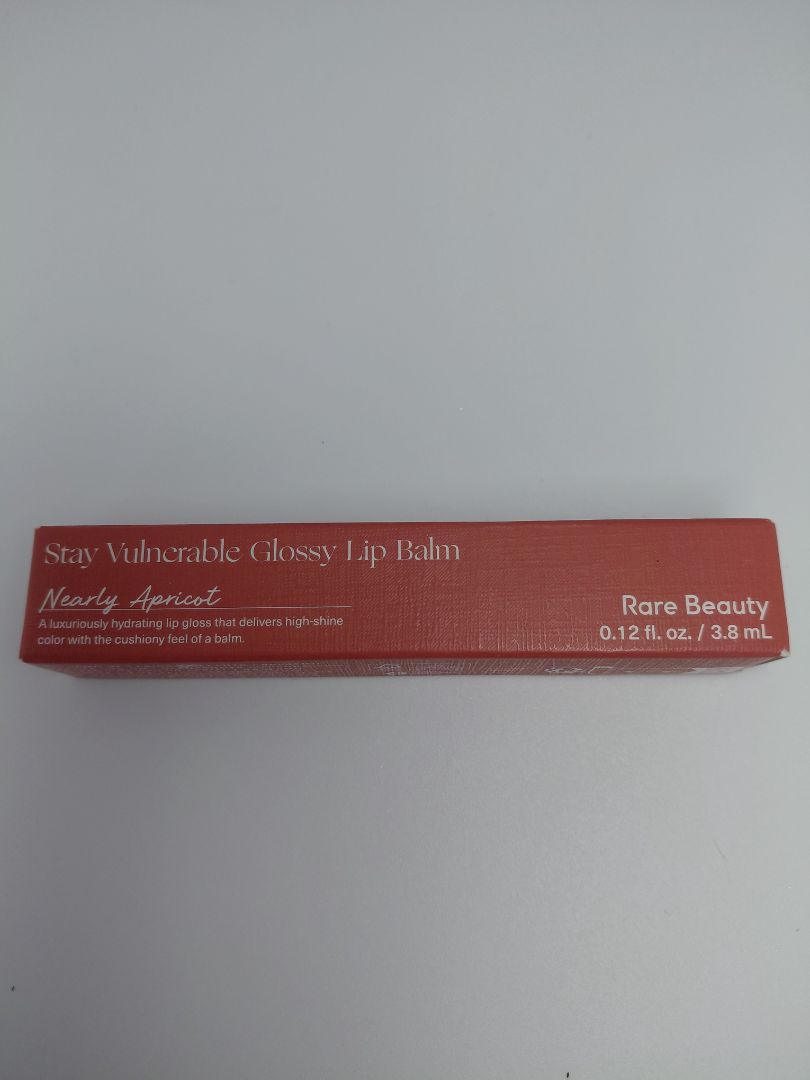 Stay Vulnerable Glossy Lip Balm
Nearly Apricot
A luxuriously hydrating lip gloss that delivers high-shine
color with the cushiony feel of a balm.
Rare Beauty
0.12 fl. oz. / 3.8 mL